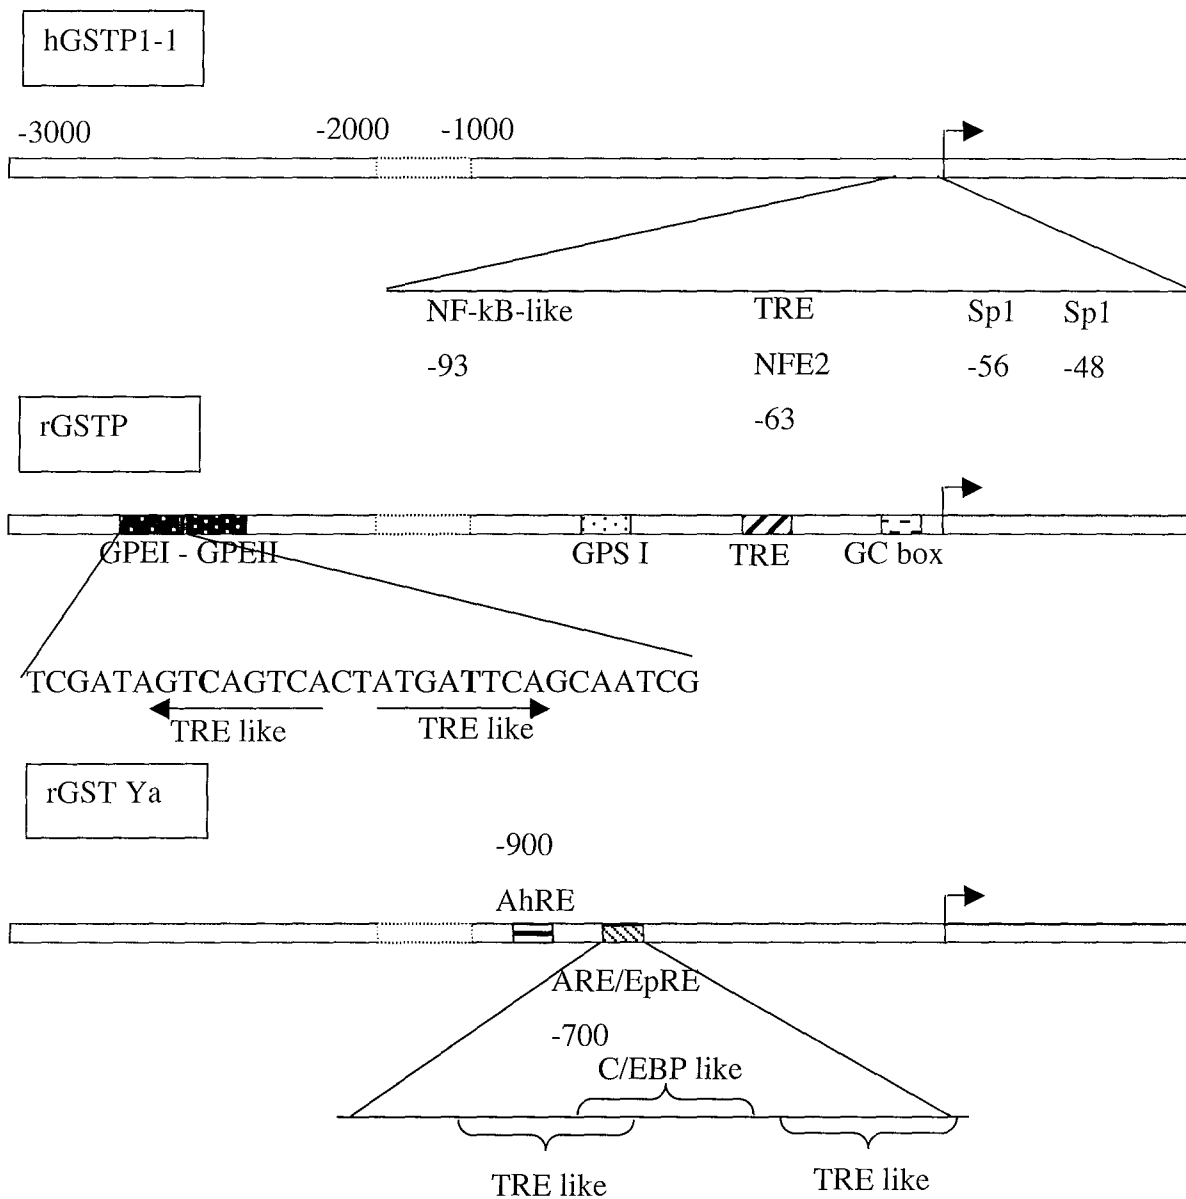 hGSTP1-1
-3000 -2000 -1000
NF-kB-like TRE Sp1 Sp1
-93 NFE2 -56 -48
-63
rGSTP
GPEI - GPEII GPS I TRE GC box
TCGATAGTCAGTCACTATGATTCAGCAATCG
TRE like TRE like
rGST Ya
-900
AhRE
ARE/EpRE
-700
C/EBP like
TRE like TRE like